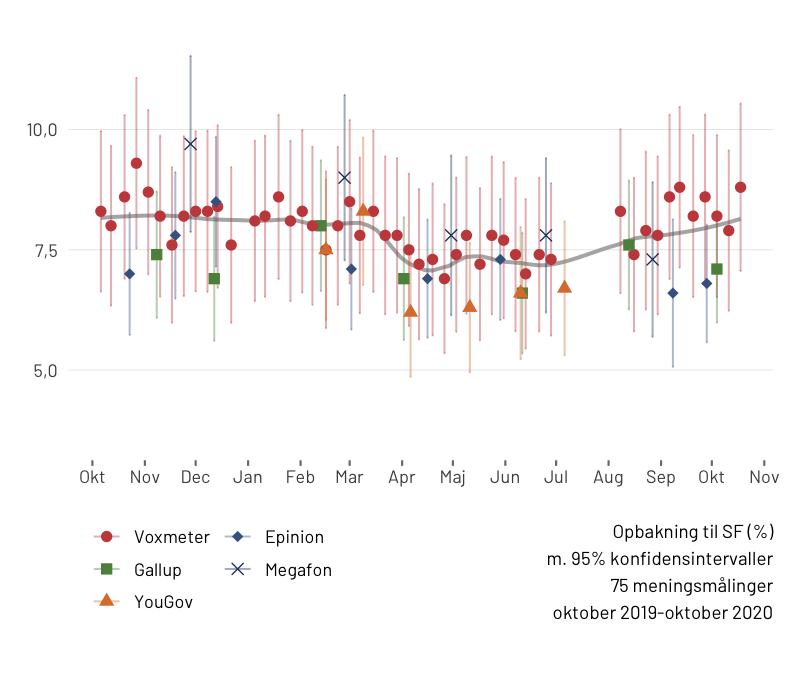 10,0
7,5
5,0
Okt Nov Dec Jan Feb Mar Apr Maj Jun Jul Aug Sep Okt Nov
Voxmeter Epinion
Gallup Megafon
YouGov
Opbakning til SF (%)
m. 95% konfidensintervaller
75 meningsmålinger
oktober 2019-oktober 2020